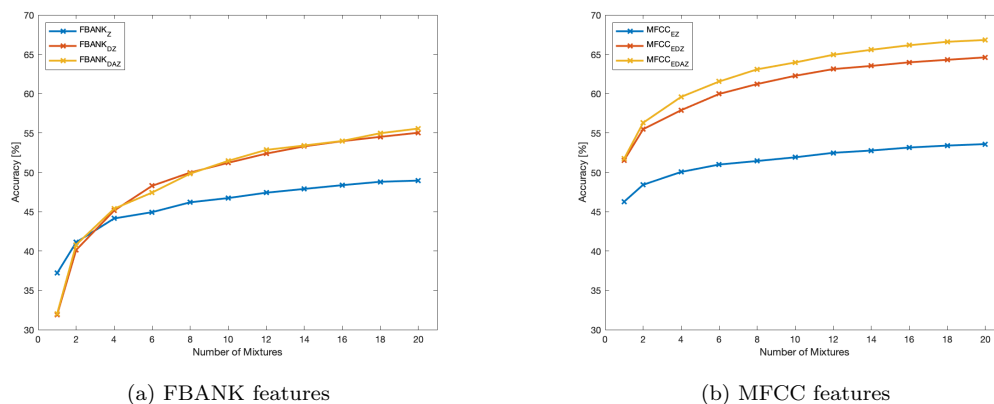 FBANK_Z
FBANK_DZ
FBANK_DAZ
Accuracy [%]
70
65
60
55
50
45
40
35
30
0 2 4 6 8 10 12 14 16 18 20
Number of Mixtures
(a) FBANK features
MFCC_EZ
MFCC_EDZ
MFCC_EDAZ
Accuracy [%]
70
65
60
55
50
45
40
35
30
0 2 4 6 8 10 12 14 16 18 20
Number of Mixtures
(b) MFCC features